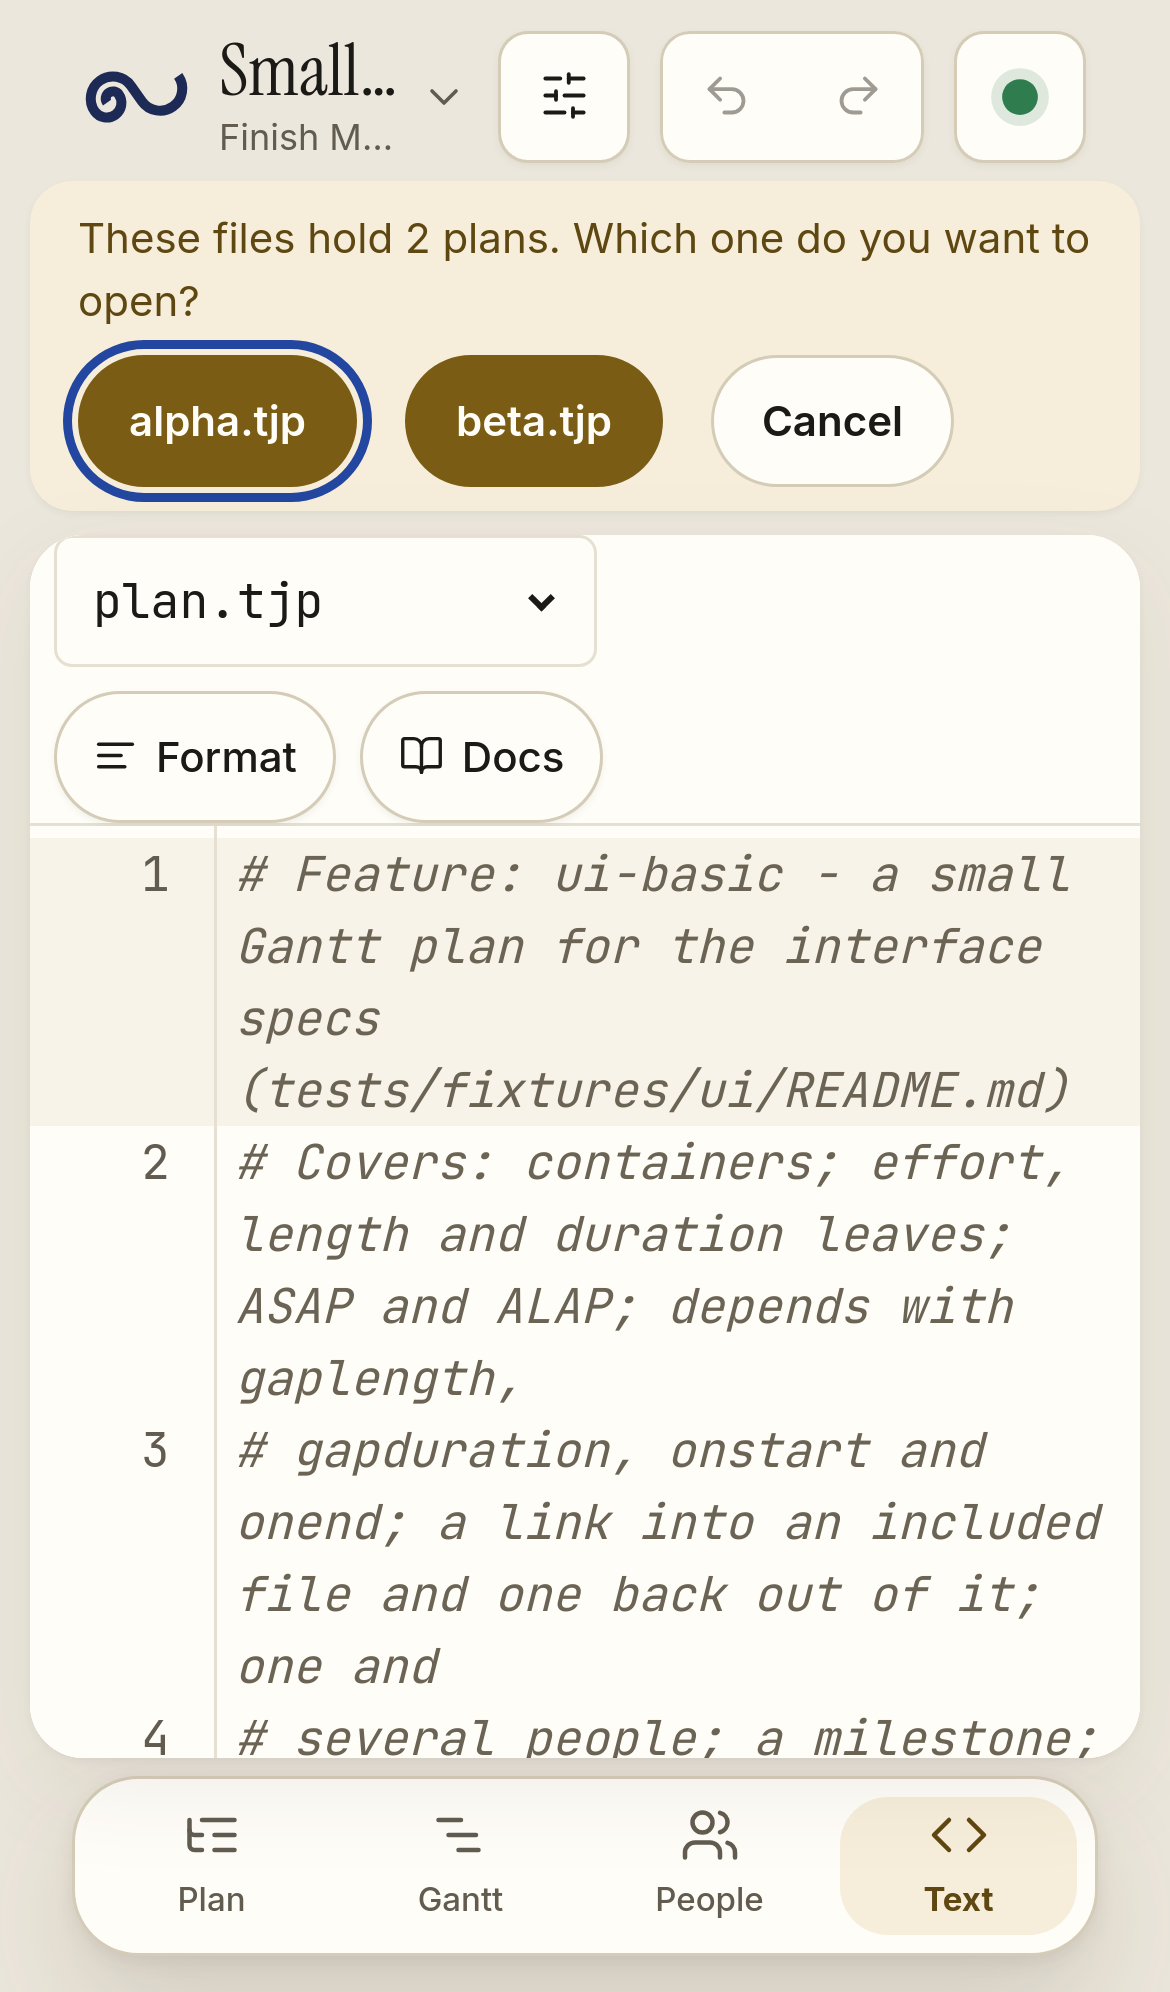 Small…
Finish M…
These files hold 2 plans. Which one do you want to
open?
alpha.tjp
beta.tjp
Cancel
plan.tjp
Format
Docs
1 # Feature: ui-basic - a small
Gantt plan for the interface
specs
(tests/fixtures/ui/README.md)
2 # Covers: containers; effort,
length and duration leaves;
ASAP and ALAP; depends with
gaplength,
3 # gapduration, onstart and
onend; a link into an included
file and one back out of it;
one and
4 # several people; a milestone;
Plan
Gantt
People
Text